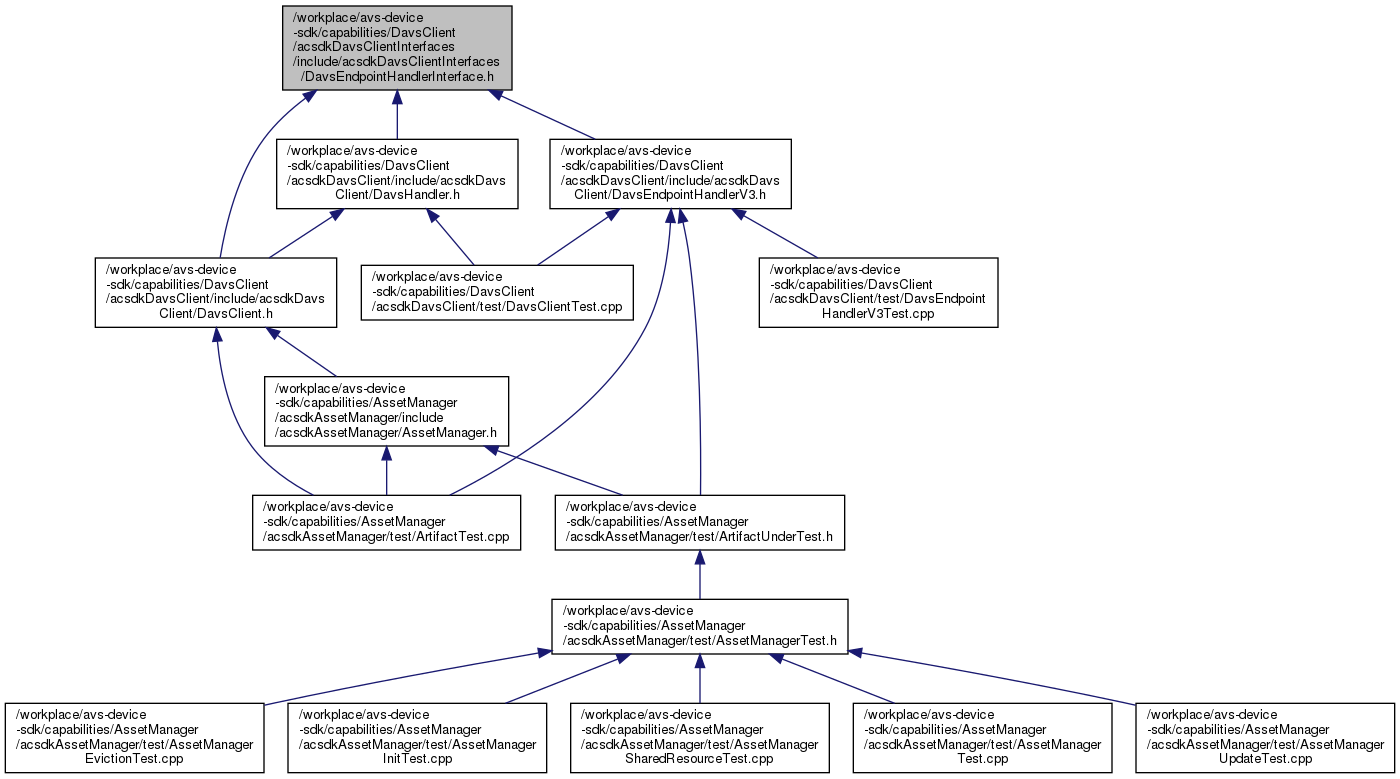 /workplace/avs-device
-sdk/capabilities/DavsClient
/acsdkDavsClientInterfaces
/include/acsdkDavsClientInterfaces
/DavsEndpointHandlerInterface.h
/workplace/avs-device
-sdk/capabilities/DavsClient
/acsdkDavsClient/include/acsdkDavs
Client/DavsHandler.h
/workplace/avs-device
-sdk/capabilities/DavsClient
/acsdkDavsClient/include/acsdkDavs
Client/DavsEndpointHandlerV3.h
/workplace/avs-device
-sdk/capabilities/DavsClient
/acsdkDavsClient/include/acsdkDavs
Client/DavsClient.h
/workplace/avs-device
-sdk/capabilities/DavsClient
/acsdkDavsClient/test/DavsClientTest.cpp
/workplace/avs-device
-sdk/capabilities/DavsClient
/acsdkDavsClient/test/DavsEndpoint
HandlerV3Test.cpp
/workplace/avs-device
-sdk/capabilities/AssetManager
/acsdkAssetManager/include
/acsdkAssetManager/AssetManager.h
/workplace/avs-device
-sdk/capabilities/AssetManager
/acsdkAssetManager/test/ArtifactTest.cpp
/workplace/avs-device
-sdk/capabilities/AssetManager
/acsdkAssetManager/test/ArtifactUnderTest.h
/workplace/avs-device
-sdk/capabilities/AssetManager
/acsdkAssetManager/test/AssetManagerTest.h
/workplace/avs-device
-sdk/capabilities/AssetManager
/acsdkAssetManager/test/AssetManager
EvictionTest.cpp
/workplace/avs-device
-sdk/capabilities/AssetManager
/acsdkAssetManager/test/AssetManager
InitTest.cpp
/workplace/avs-device
-sdk/capabilities/AssetManager
/acsdkAssetManager/test/AssetManager
SharedResourceTest.cpp
/workplace/avs-device
-sdk/capabilities/AssetManager
/acsdkAssetManager/test/AssetManager
Test.cpp
/workplace/avs-device
-sdk/capabilities/AssetManager
/acsdkAssetManager/test/AssetManager
UpdateTest.cpp